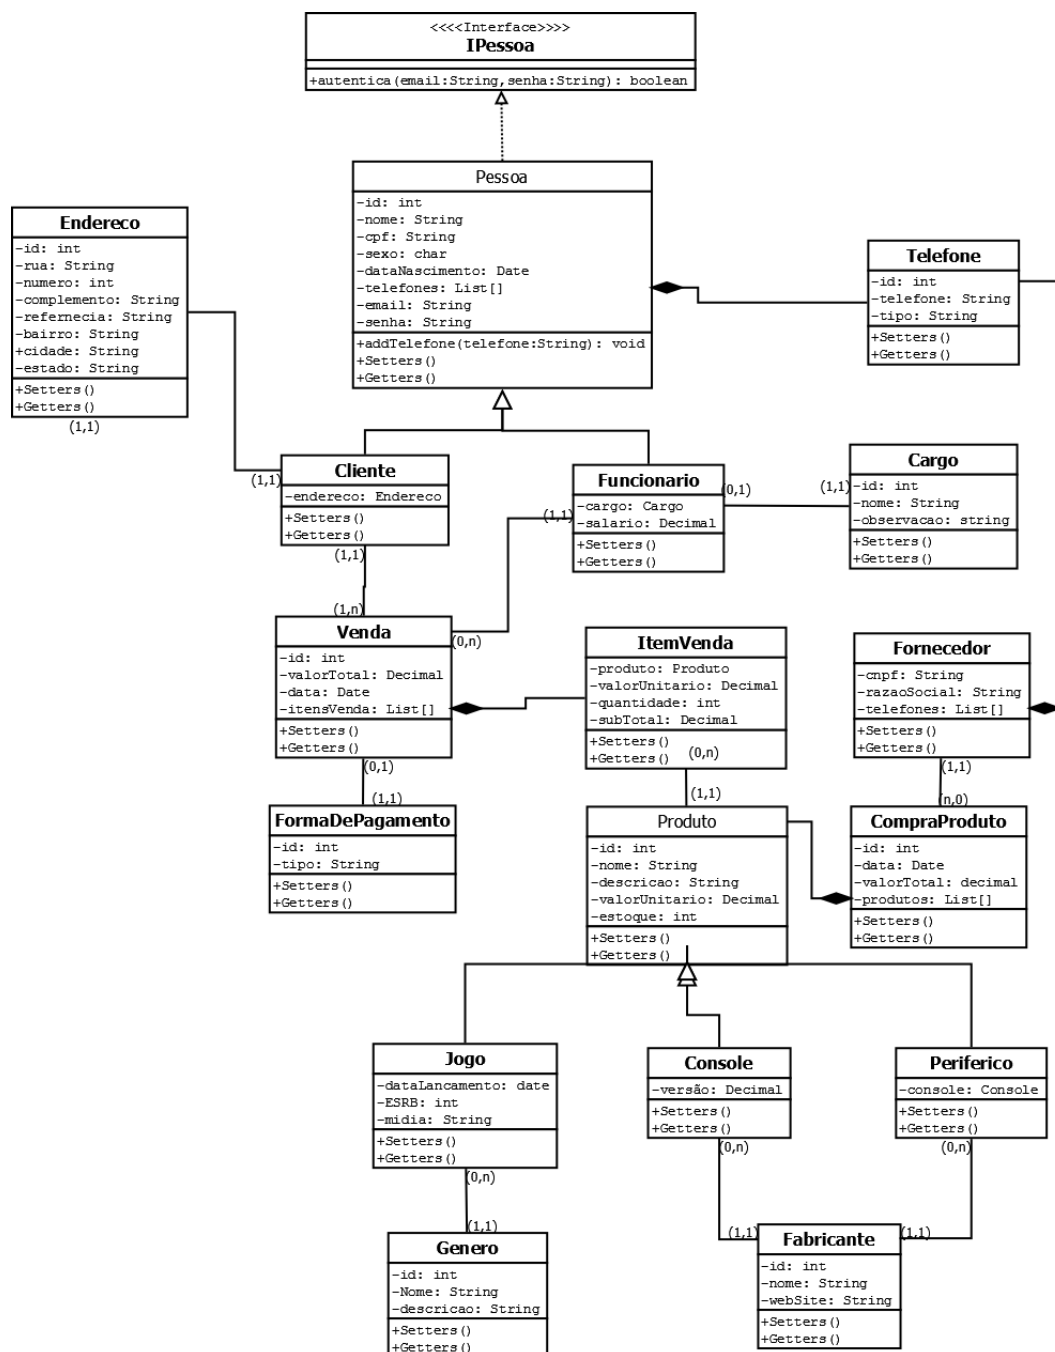 <<<<Interface>>>>
IPessoa
+autentica(email:String,senha:String): boolean
Pessoa
-id: int
-nome: String
-cpf: String
-sexo: char
-dataNascimento: Date
-telefones: List[]
-email: String
-senha: String
+addTelefone(telefone:String): void
+Setters()
+Getters()
Endereco
-id: int
-rua: String
-numero: int
-complemento: String
-refernecia: String
-bairro: String
+cidade: String
-estado: String
+Setters()
+Getters()
(1,1)
Telefone
-id: int
-telefone: String
-tipo: String
+Setters()
+Getters()
(1,1)
Cliente
-endereco: Endereco
+Setters()
+Getters()
(1,1)
(1,1)
Funcionario
-cargo: Cargo
-salario: Decimal
+Setters()
+Getters()
(0,1)
(1,1)
Cargo
-id: int
-nome: String
-observacao: string
+Setters()
+Getters()
(1,n)
(0,n)
Venda
-id: int
-valorTotal: Decimal
-data: Date
-itensVenda: List[]
+Setters()
+Getters()
(0,1)
ItemVenda
-produto: Produto
-valorUnitario: Decimal
-quantidade: int
-subTotal: Decimal
+Setters()
+Getters()
(0,n)
(1,1)
Fornecedor
-cnpf: String
-razaoSocial: String
-telefones: List[]
+Setters()
+Getters()
(1,1)
(n,0)
(1,1)
FormaDePagamento
-id: int
-tipo: String
+Setters()
+Getters()
Produto
-id: int
-nome: String
-descricao: String
-valorUnitario: Decimal
-estoque: int
+Setters()
+Getters()
CompraProduto
-id: int
-data: Date
-valorTotal: decimal
-produtos: List[]
+Setters()
+Getters()
Jogo
-dataLancamento: date
-ESRB: int
-midia: String
+Setters()
+Getters()
(0,n)
Console
-versão: Decimal
+Setters()
+Getters()
(0,n)
Periferico
-console: Console
+Setters()
+Getters()
(0,n)
(1,1)
Genero
-id: int
-Nome: String
-descricao: String
+Setters()
+Getters()
(1,1)
(1,1)
Fabricante
-id: int
-nome: String
-webSite: String
+Setters()
+Getters()